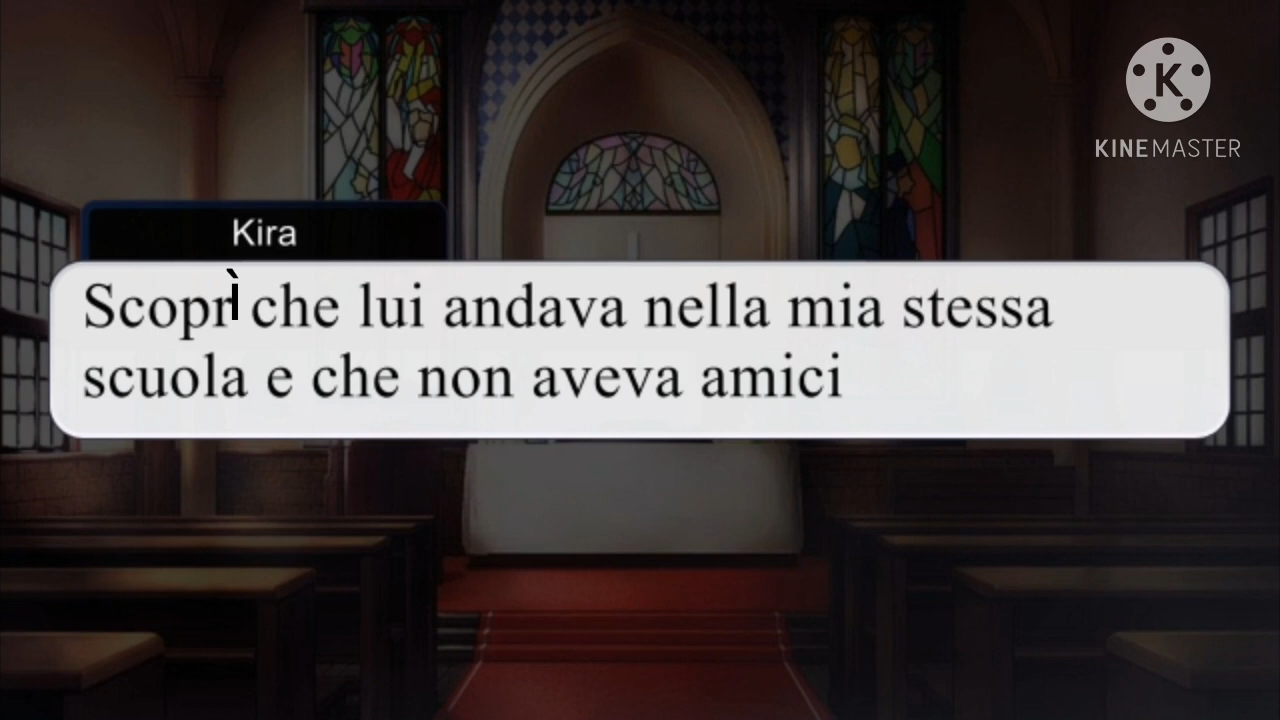 K
KINEMASTER
Kira
Scoprì che lui andava nella mia stessa
scuola e che non aveva amici